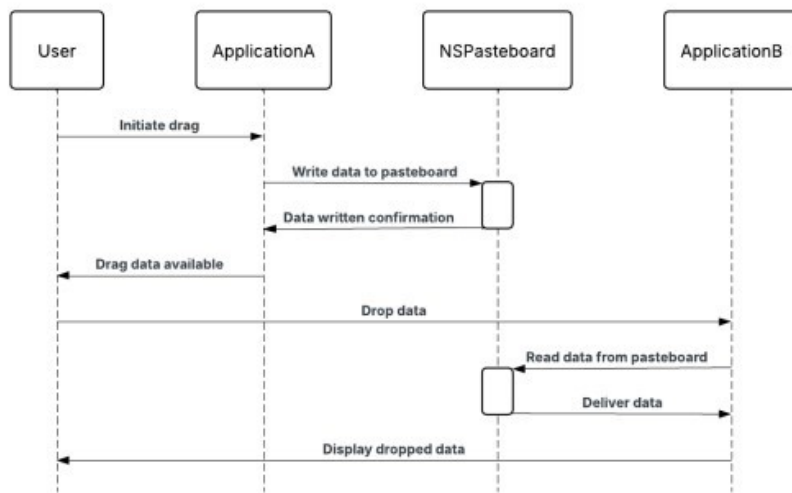 User
ApplicationA
NSPasteboard
ApplicationB
Initiate drag
Write data to pasteboard
Data written confirmation
Drag data available
Drop data
Read data from pasteboard
Deliver data
Display dropped data